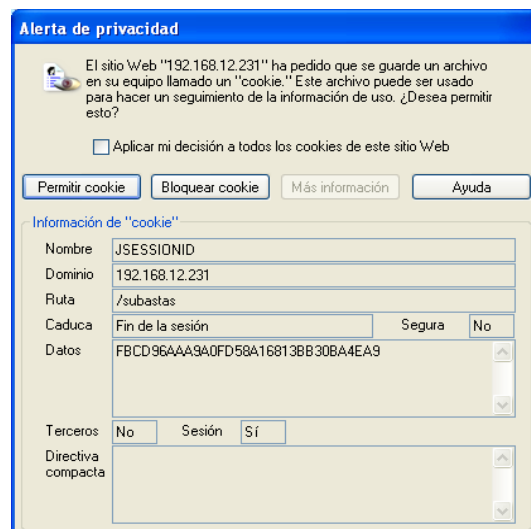 Alerta de privacidad
El sitio Web "192.168.12.231" ha pedido que se guarde un archivo
en su equipo llamado un "cookie." Este archivo puede ser usado
para hacer un seguimiento de la información de uso. ¿Desea permitir
esto?
Aplicar mi decisión a todos los cookies de este sitio Web
Permitir cookie Bloquear cookie Más información Ayuda
Información de "cookie"
Nombre JSESSIONID
Dominio 192.168.12.231
Ruta /subastas
Caduca Fin de la sesión Segura No
Datos FBCD96AAA9A0FD58A16813BB30BA4EA9
Terceros No Sesión Sí
Directiva
compacta